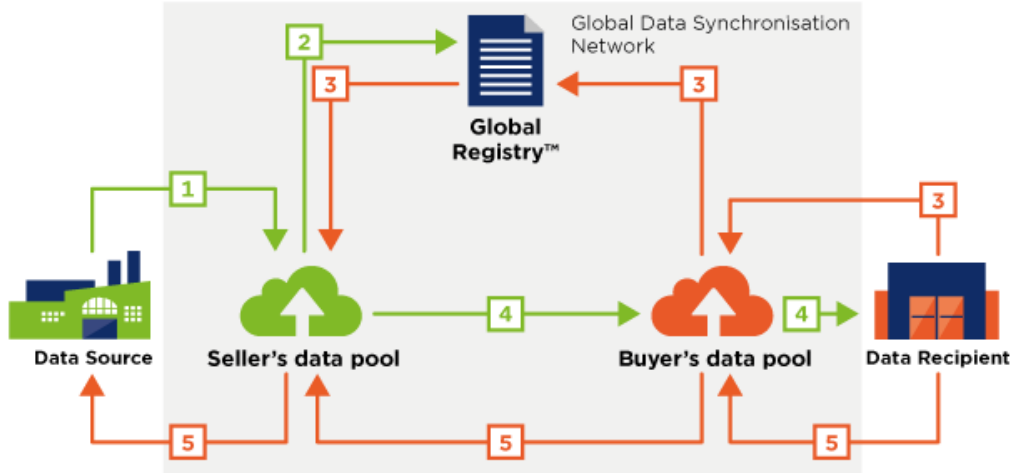 Global Data Synchronisation
Network
2
3
3
Global
Registry™
1
3
4
4
Data Source
Seller's data pool
Buyer's data pool
Data Recipient
5
5
5